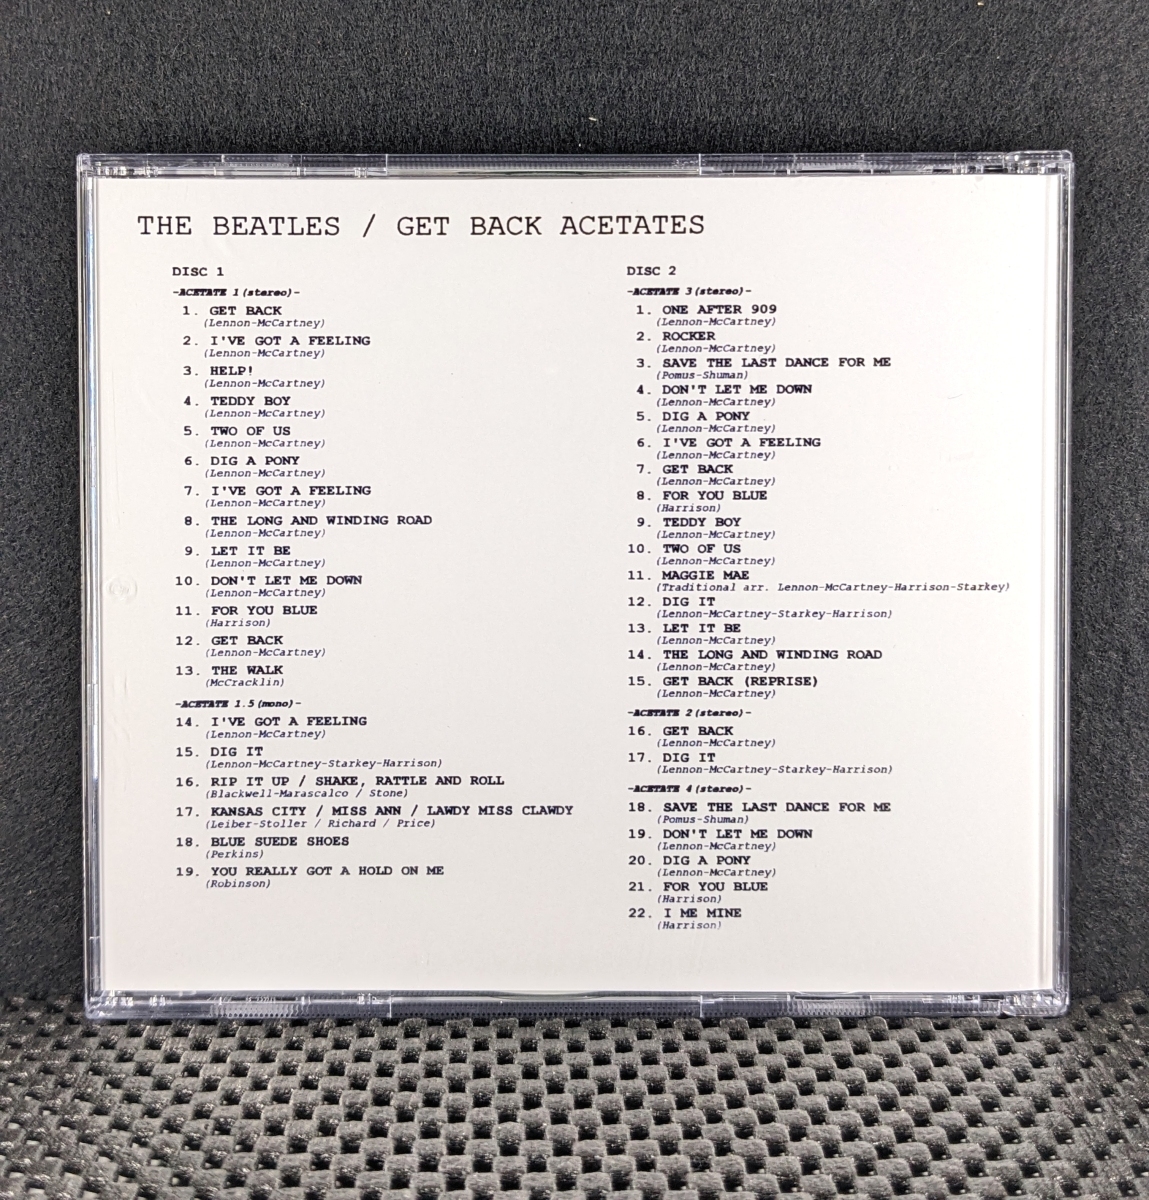 THE BEATLES / GET BACK ACETATES
DISC 1
-ACETATE 1 (stereo)-
1. GET BACK
(Lennon-McCartney)
2. I'VE GOT A FEELING
(Lennon-McCartney)
3. HELP!
(Lennon-McCartney)
4. TEDDY BOY
(Lennon-McCartney)
5. TWO OF US
(Lennon-McCartney)
6. DIG A PONY
(Lennon-McCartney)
7. I'VE GOT A FEELING
(Lennon-McCartney)
8. THE LONG AND WINDING ROAD
(Lennon-McCartney)
9. LET IT BE
(Lennon-McCartney)
10. DON'T LET ME DOWN
(Lennon-McCartney)
11. FOR YOU BLUE
(Harrison)
12. GET BACK
(Lennon-McCartney)
13. THE WALK
(McCracklin)
-ACETATE 1.5 (mono)-
14. I'VE GOT A FEELING
(Lennon-McCartney)
15. DIG IT
(Lennon-McCartney-Starkey-Harrison)
16. RIP IT UP / SHAKE, RATTLE AND ROLL
(Blackwell-Marascalco / Stone)
17. KANSAS CITY / MISS ANN / LAWDY MISS CLAWDY
(Leiber-Stoller / Richard / Price)
18. BLUE SUEDE SHOES
(Perkins)
19. YOU REALLY GOT A HOLD ON ME
(Robinson)
DISC 2
-ACETATE 3 (stereo)-
1. ONE AFTER 909
(Lennon-McCartney)
2. ROCKER
(Lennon-McCartney)
3. SAVE THE LAST DANCE FOR ME
(Pomus-Shuman)
4. DON'T LET ME DOWN
(Lennon-McCartney)
5. DIG A PONY
(Lennon-McCartney)
6. I'VE GOT A FEELING
(Lennon-McCartney)
7. GET BACK
(Lennon-McCartney)
8. FOR YOU BLUE
(Harrison)
9. TEDDY BOY
(Lennon-McCartney)
10. TWO OF US
(Lennon-McCartney)
11. MAGGIE MAE
(Traditional arr. Lennon-McCartney-Harrison-Starkey)
12. DIG IT
(Lennon-McCartney-Starkey-Harrison)
13. LET IT BE
(Lennon-McCartney)
14. THE LONG AND WINDING ROAD
(Lennon-McCartney)
15. GET BACK (REPRISE)
(Lennon-McCartney)
-ACETATE 2 (stereo)-
16. GET BACK
(Lennon-McCartney)
17. DIG IT
(Lennon-McCartney-Starkey-Harrison)
-ACETATE 4 (stereo)-
18. SAVE THE LAST DANCE FOR ME
(Pomus-Shuman)
19. DON'T LET ME DOWN
(Lennon-McCartney)
20. DIG A PONY
(Lennon-McCartney)
21. FOR YOU BLUE
(Harrison)
22. I ME MINE
(Harrison)